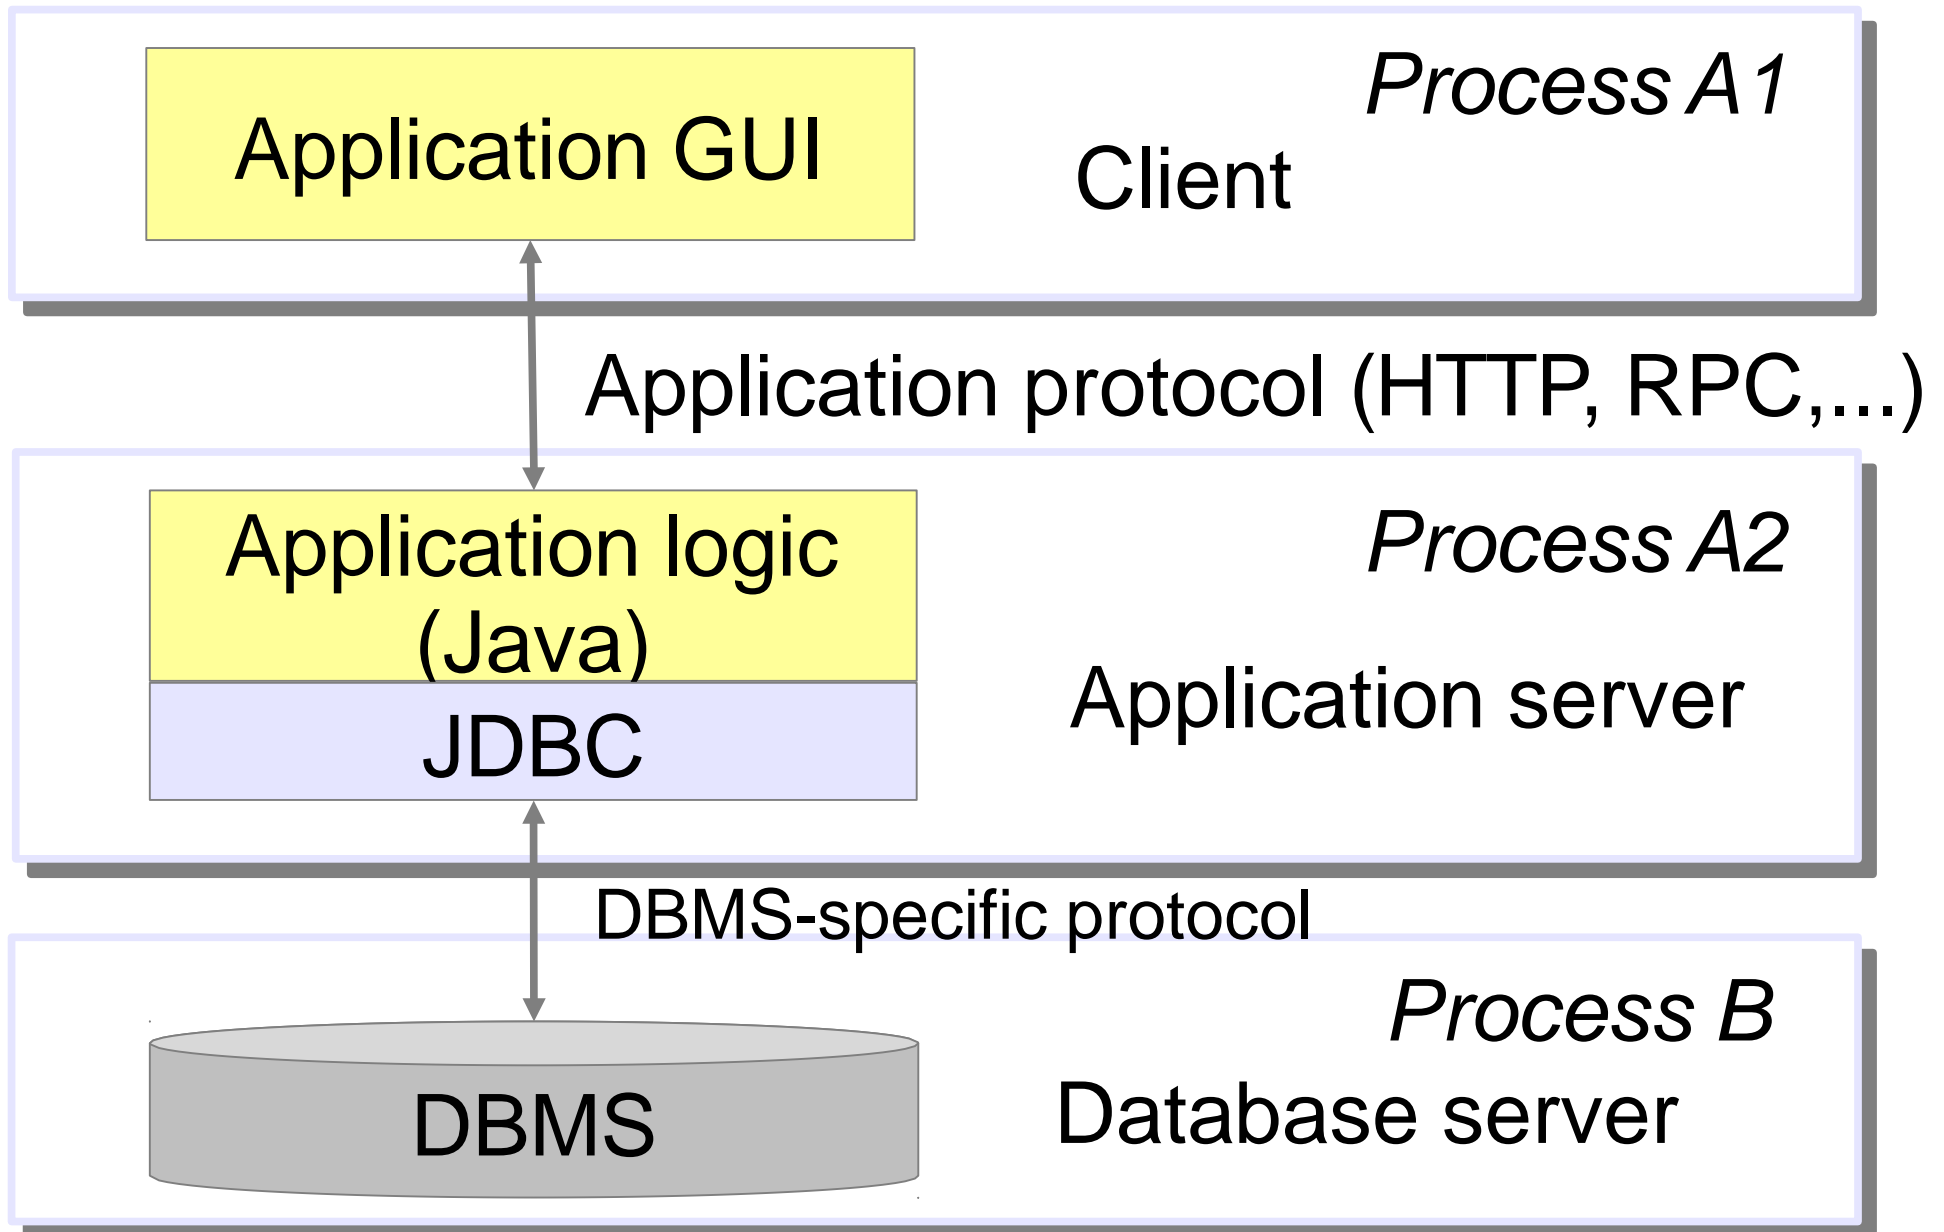 Process A1
Application GUI
Client
Application protocol (HTTP, RPC,...)
Application logic
(Java)
Process A2
Application server
JDBC
DBMS-specific protocol
Process B
Database server
DBMS